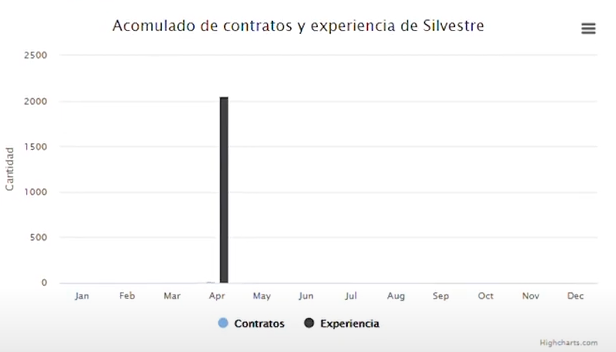 Acumulado de contratos y experiencia de Silvestre
Cantidad
2500
2000
1500
1000
500
0
Jan Feb Mar Apr May Jun Jul Aug Sep Oct Nov Dec
Contratos Experiencia
Highcharts.com